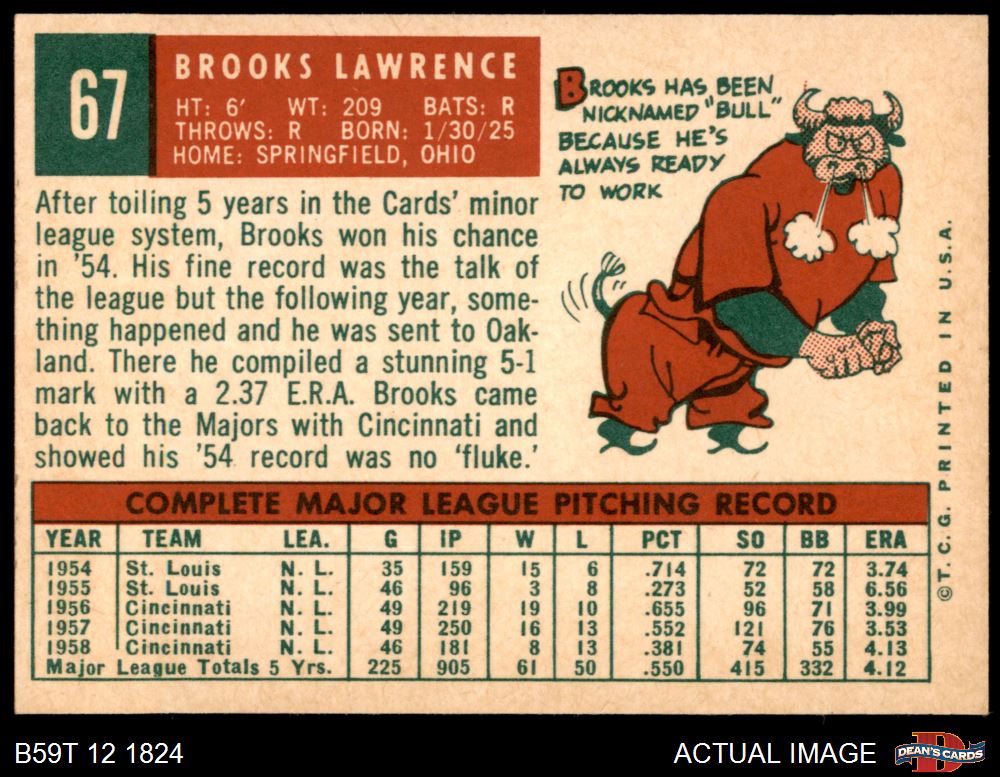 67
BROOKS LAWRENCE
HT: 6' WT: 209 BATS: R
THROWS: R BORN: 1/30/25
HOME: SPRINGFIELD, OHIO
BROOKS HAS BEEN
NICKNAMED "BULL"
BECAUSE HE'S
ALWAYS READY
TO WORK
After toiling 5 years in the Cards' minor
league system, Brooks won his chance
in '54. His fine record was the talk of
the league but the following year, some-
thing happened and he was sent to Oak-
land. There he compiled a stunning 5-1
mark with a 2.37 E.R.A. Brooks came
back to the Majors with Cincinnati and
showed his '54 record was no 'fluke.'
COMPLETE MAJOR LEAGUE PITCHING RECORD
YEAR TEAM LEA. G IP W L PCT SO BB ERA
1954 St. Louis N. L. 35 159 15 6 .714 72 72 3.74
1955 St. Louis N. L. 46 96 3 8 .273 52 58 6.56
1956 Cincinnati N. L. 49 219 19 10 .655 96 71 3.99
1957 Cincinnati N. L. 49 250 16 13 .552 121 76 3.53
1958 Cincinnati N. L. 46 181 8 13 .381 74 55 4.13
Major League Totals 5 Yrs. 225 905 61 50 .550 415 332 4.12
©T. C. G. PRINTED IN U.S.A.
B59T 12 1824
ACTUAL IMAGE
DEAN'S CARDS